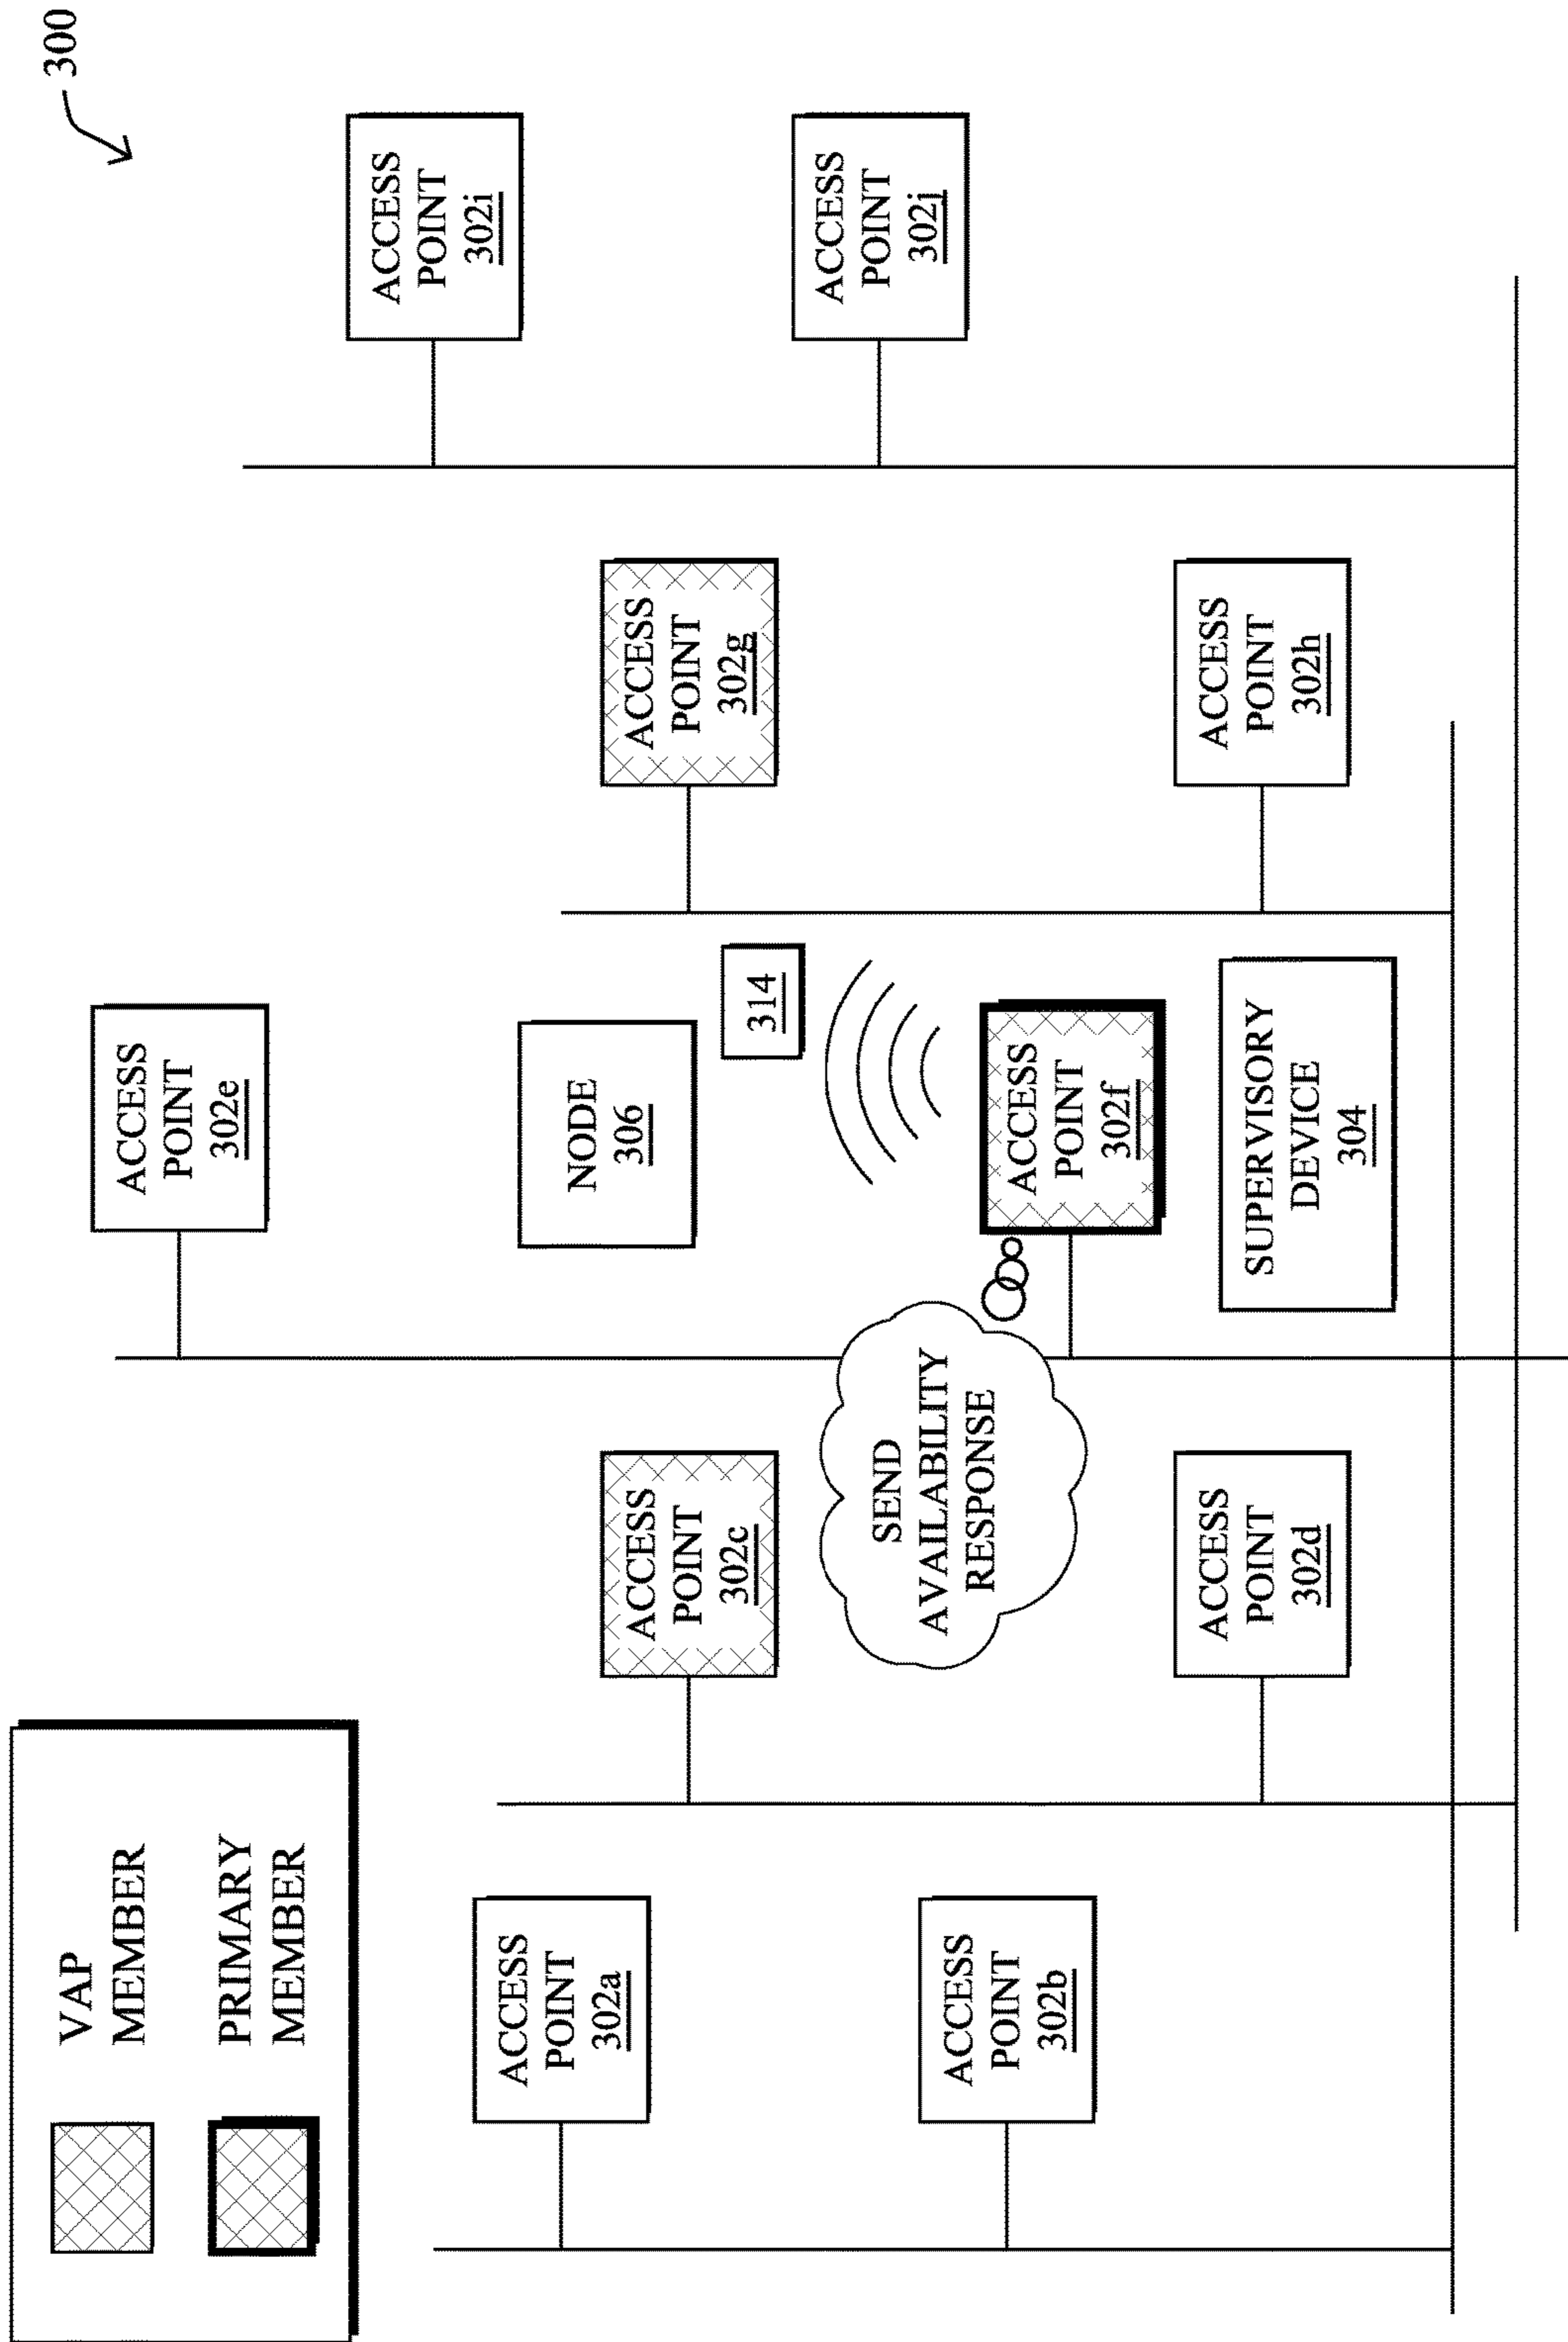 300
VAP
MEMBER
PRIMARY
MEMBER
ACCESS
POINT
302a
ACCESS
POINT
302b
ACCESS
POINT
302c
ACCESS
POINT
302d
SEND
AVAILABILITY
RESPONSE
ACCESS
POINT
302e
NODE
306
314
ACCESS
POINT
302f
SUPERVISORY
DEVICE
304
ACCESS
POINT
302g
ACCESS
POINT
302h
ACCESS
POINT
302i
ACCESS
POINT
302j